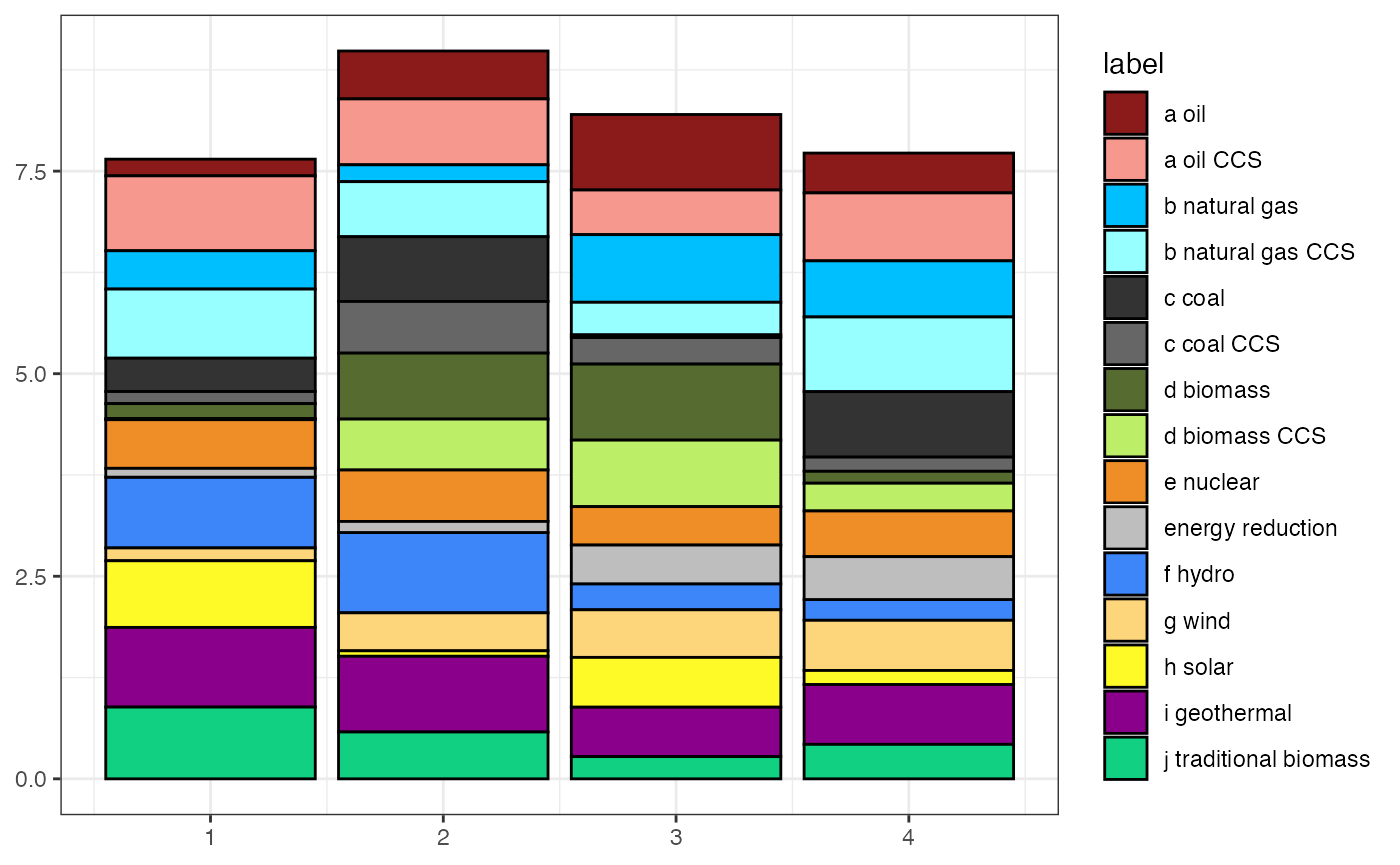 7.5
5.0
2.5
0.0
1 2 3 4
label
a oil
a oil CCS
b natural gas
b natural gas CCS
c coal
c coal CCS
d biomass
d biomass CCS
e nuclear
energy reduction
f hydro
g wind
h solar
i geothermal
j traditional biomass